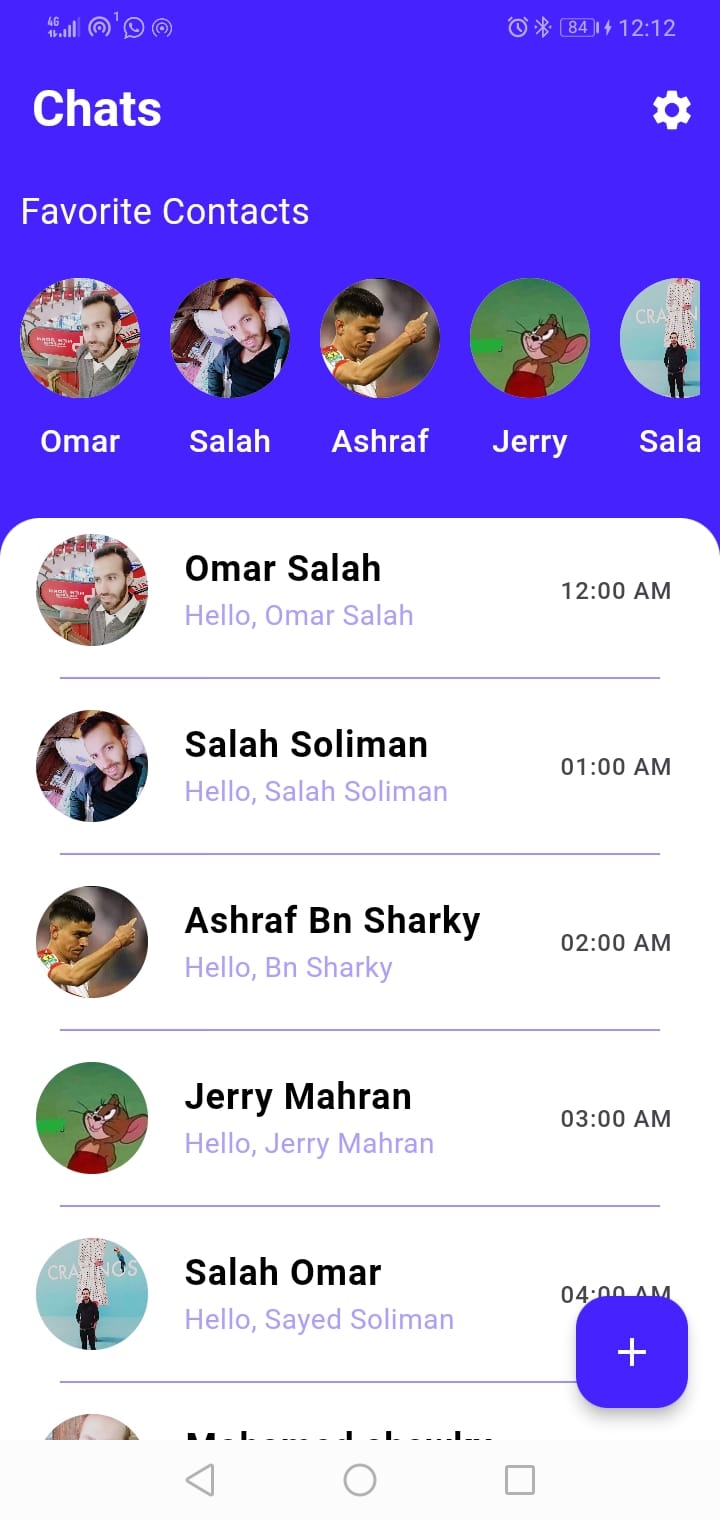 4G 1 84 12:12
Chats
Favorite Contacts
Omar Salah Ashraf Jerry Sala
Omar Salah 12:00 AM
Hello, Omar Salah
Salah Soliman 01:00 AM
Hello, Salah Soliman
Ashraf Bn Sharky 02:00 AM
Hello, Bn Sharky
Jerry Mahran 03:00 AM
Hello, Jerry Mahran
Salah Omar 04:00 AM
Hello, Sayed Soliman
Mohamed shawky